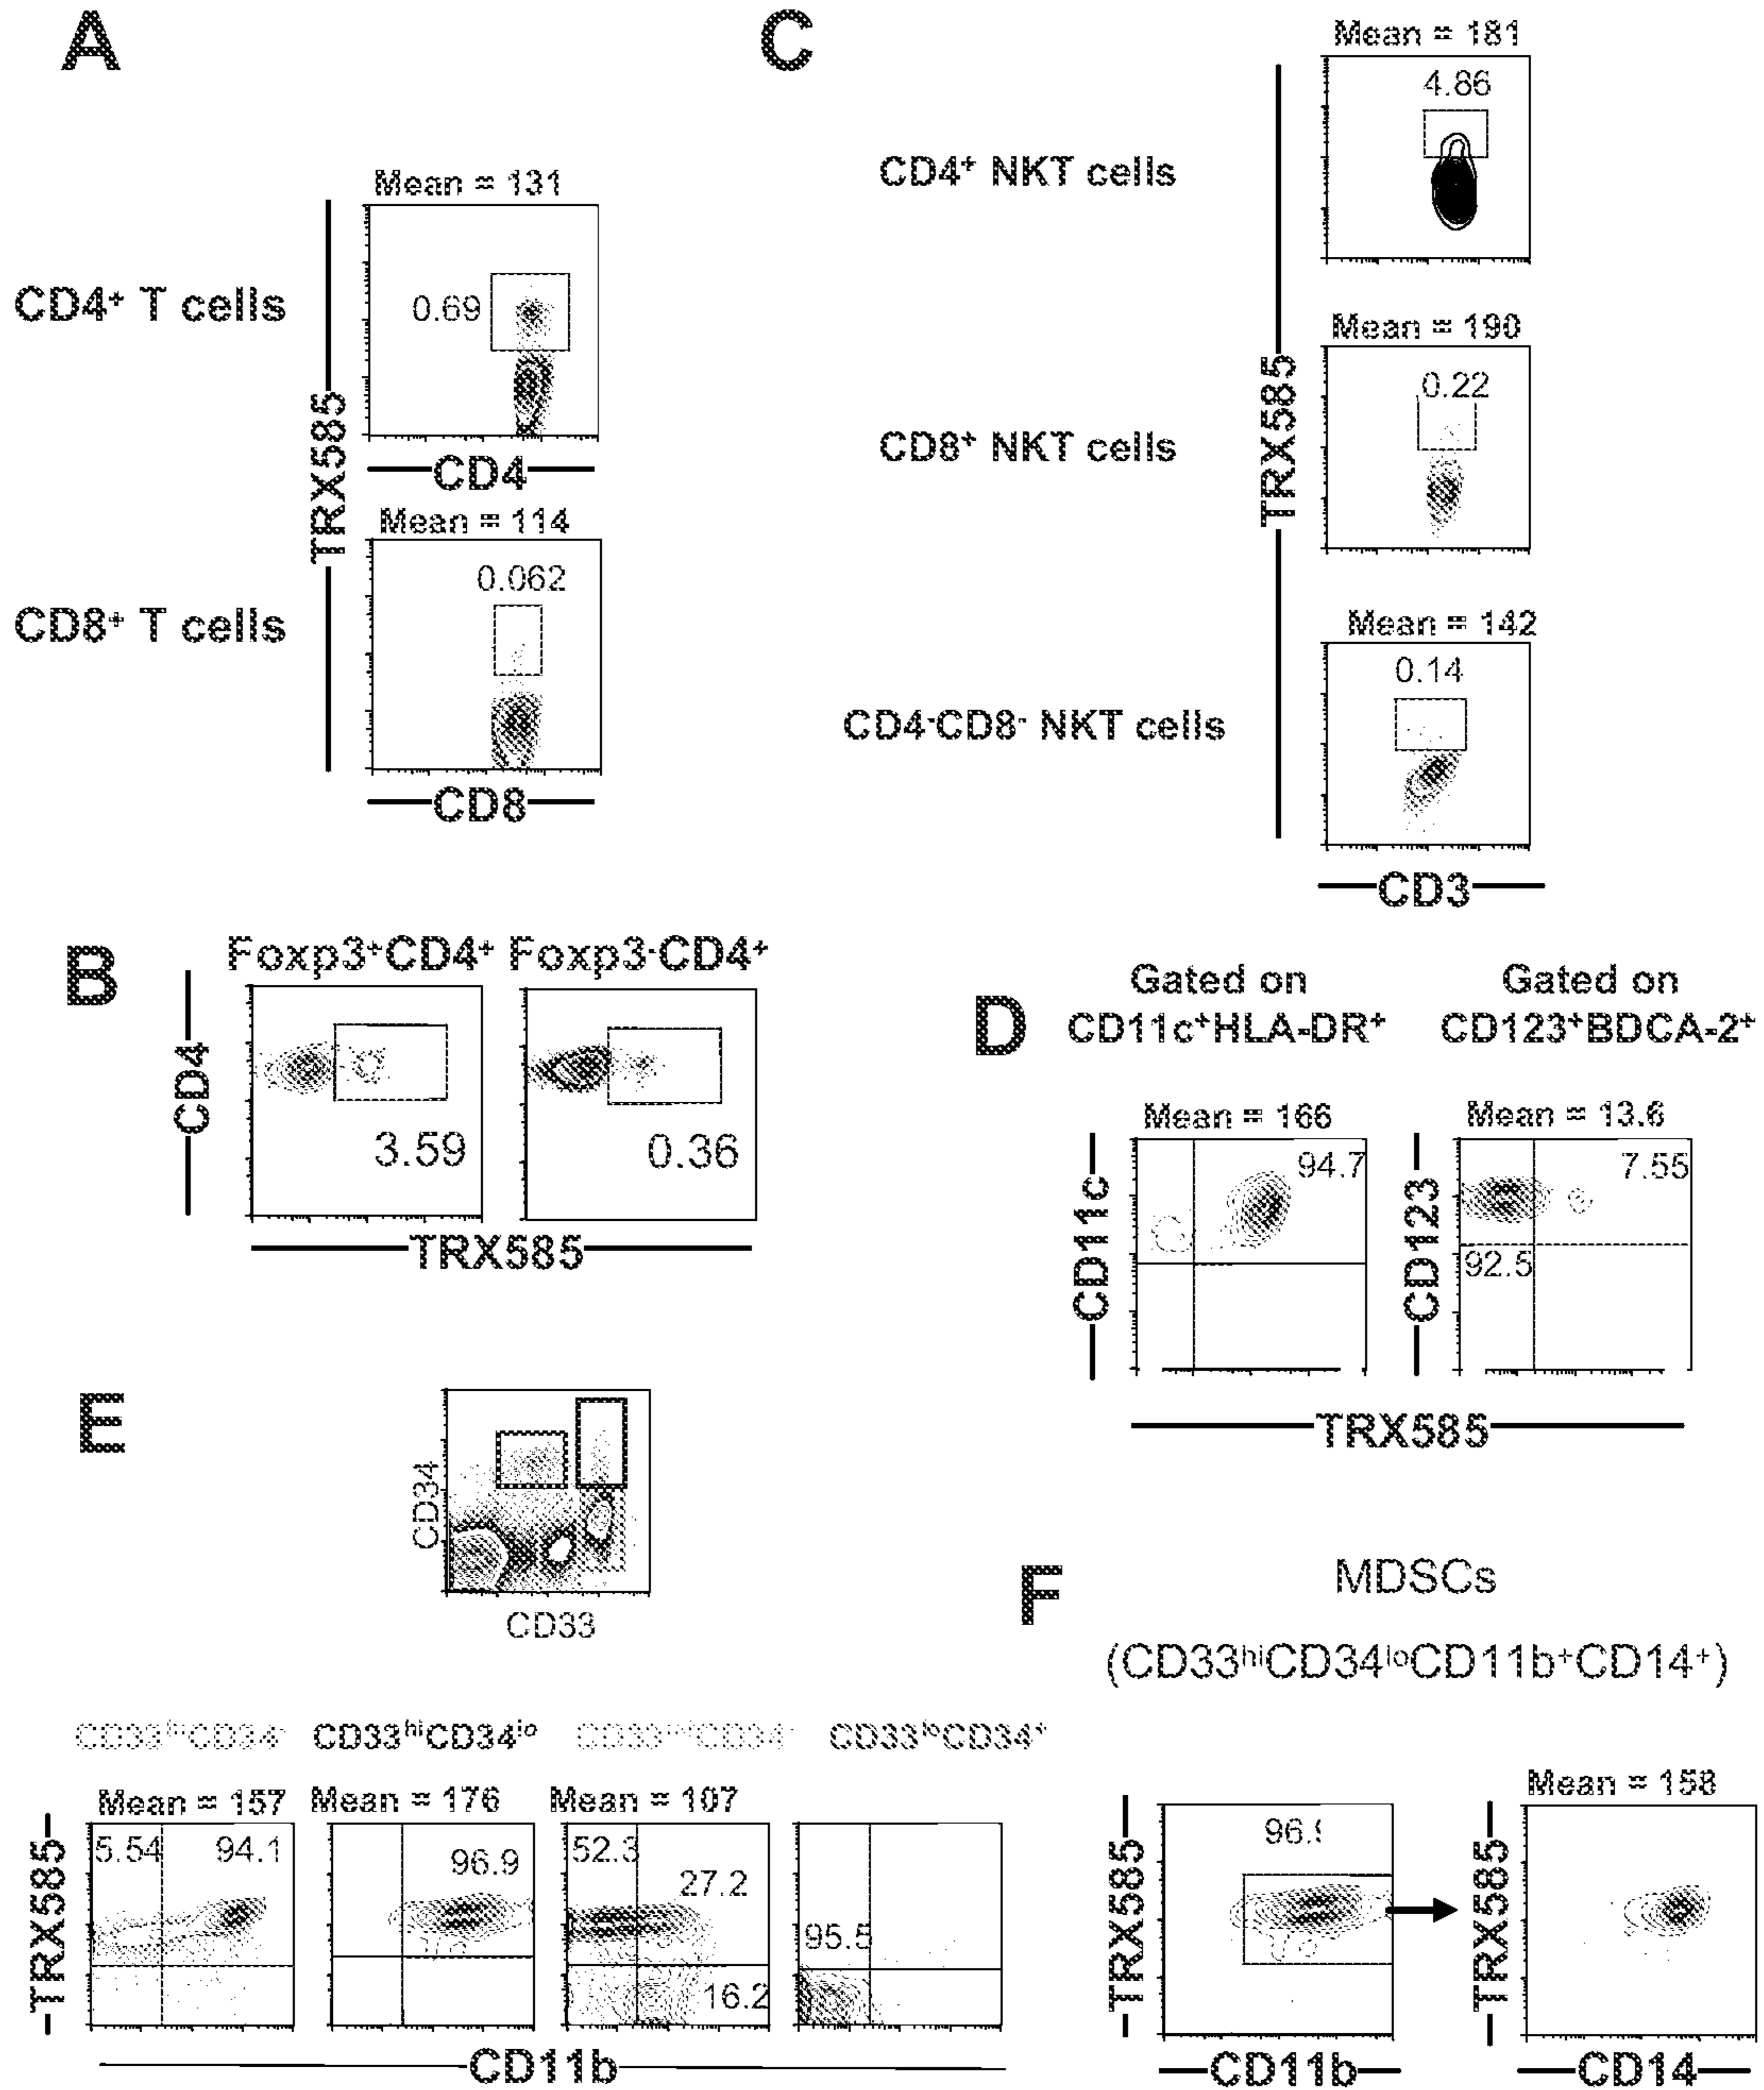 A
Mean = 131
CD4⁺ T cells
0.69
TRX585
CD4
Mean = 114
0.062
CD8⁺ T cells
CD8
C
Mean = 181
4.86
CD4⁺ NKT cells
Mean = 190
0.22
CD8⁺ NKT cells
TRX585
Mean = 142
0.14
CD4⁻CD8⁻ NKT cells
CD3
B
Foxp3⁺CD4⁺ Foxp3⁻CD4⁺
CD4
3.59
0.36
TRX585
D
Gated on
CD11c⁺HLA-DR⁺
Gated on
CD123⁺BDCA-2⁺
Mean = 166
94.7
CD11c
Mean = 13.6
7.55
92.5
CD123
TRX585
E
CD34
CD33
CD33ʰⁱCD34ˡᵒ
CD33ˡᵒCD34⁺
Mean = 157
5.54 94.1
Mean = 176
96.9
Mean = 107
52.3
27.2
16.2
95.5
TRX585
CD11b
F
MDSCs
(CD33ʰⁱCD34ˡᵒCD11b⁺CD14⁺)
TRX585
CD11b
Mean = 158
TRX585
CD14